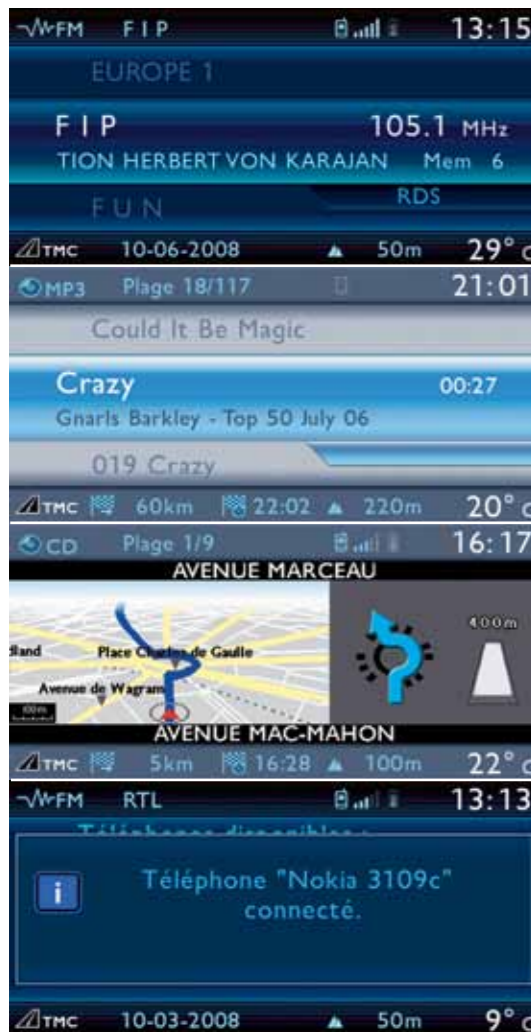 FM FIP 13:15
EUROPE 1
FIP 105.1 MHz
TION HERBERT VON KARAJAN Mem 6
FUN RDS
TMC 10-06-2008 50m 29° C
MP3 Plage 18/117 21:01
Could It Be Magic
Crazy 00:27
Gnarls Barkley - Top 50 July 06
019 Crazy
TMC 60km 22:02 220m 20° C
CD Plage 1/9 16:17
AVENUE MARCEAU
400m
Place Charles de Gaulle
Avenue de Wagram
100m
AVENUE MAC-MAHON
TMC 5km 16:28 100m 22° C
FM RTL 13:13
Téléphones disponibles :
i Téléphone "Nokia 3109c"
connecté.
TMC 10-03-2008 50m 9° C